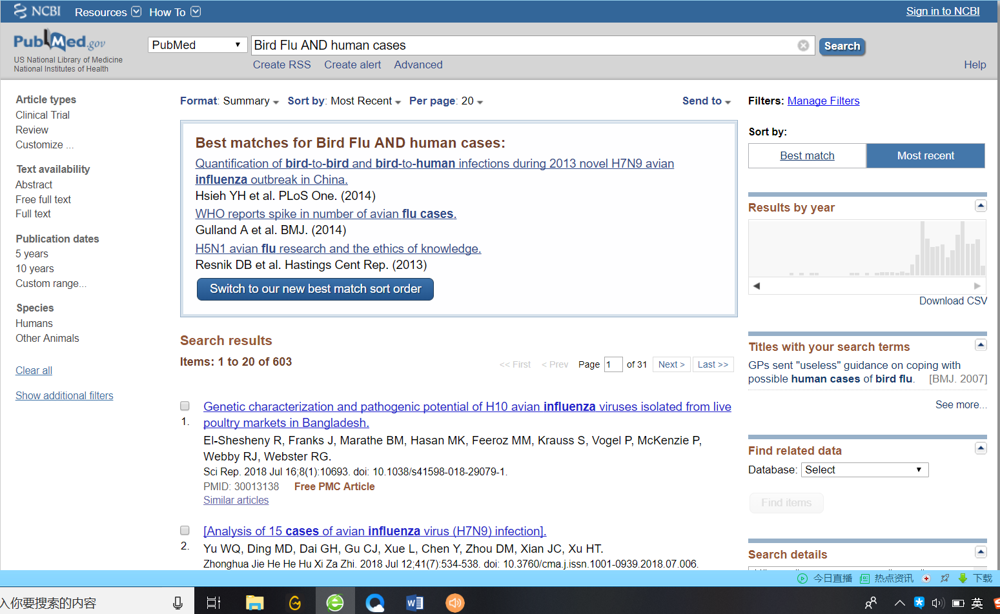 NCBI Resources How To Sign in to NCBI
PubMed.gov
US National Library of Medicine
National Institutes of Health
PubMed Bird Flu AND human cases Search
Create RSS Create alert Advanced Help
Article types
Clinical Trial
Review
Customize ...
Text availability
Abstract
Free full text
Full text
Publication dates
5 years
10 years
Custom range...
Species
Humans
Other Animals
Clear all
Show additional filters
Format: Summary Sort by: Most Recent Per page: 20 Send to
Best matches for Bird Flu AND human cases:
Quantification of bird-to-bird and bird-to-human infections during 2013 novel H7N9 avian
influenza outbreak in China.
Hsieh YH et al. PLoS One. (2014)
WHO reports spike in number of avian flu cases.
Gulland A et al. BMJ. (2014)
H5N1 avian flu research and the ethics of knowledge.
Resnik DB et al. Hastings Cent Rep. (2013)
Switch to our new best match sort order
Search results
Items: 1 to 20 of 603
<< First < Prev Page 1 of 31 Next > Last >>
Genetic characterization and pathogenic potential of H10 avian influenza viruses isolated from live
1. poultry markets in Bangladesh.
El-Shesheny R, Franks J, Marathe BM, Hasan MK, Feeroz MM, Krauss S, Vogel P, McKenzie P,
Webby RJ, Webster RG.
Sci Rep. 2018 Jul 16;8(1):10693. doi: 10.1038/s41598-018-29079-1.
PMID: 30013138 Free PMC Article
Similar articles
[Analysis of 15 cases of avian influenza virus (H7N9) infection].
2. Yu WQ, Ding MD, Dai GH, Gu CJ, Xue L, Chen Y, Zhou DM, Xian JC, Xu HT.
Zhonghua Jie He He Hu Xi Za Zhi. 2018 Jul 12;41(7):534-538. doi: 10.3760/cma.j.issn.1001-0939.2018.07.006.
Filters: Manage Filters
Sort by:
Best match Most recent
Results by year
Download CSV
Titles with your search terms
GPs sent "useless" guidance on coping with
possible human cases of bird flu. [BMJ. 2007]
See more...
Find related data
Database: Select
Find items
Search details
今日直播 热点资讯 下载
入你要搜索的内容 英